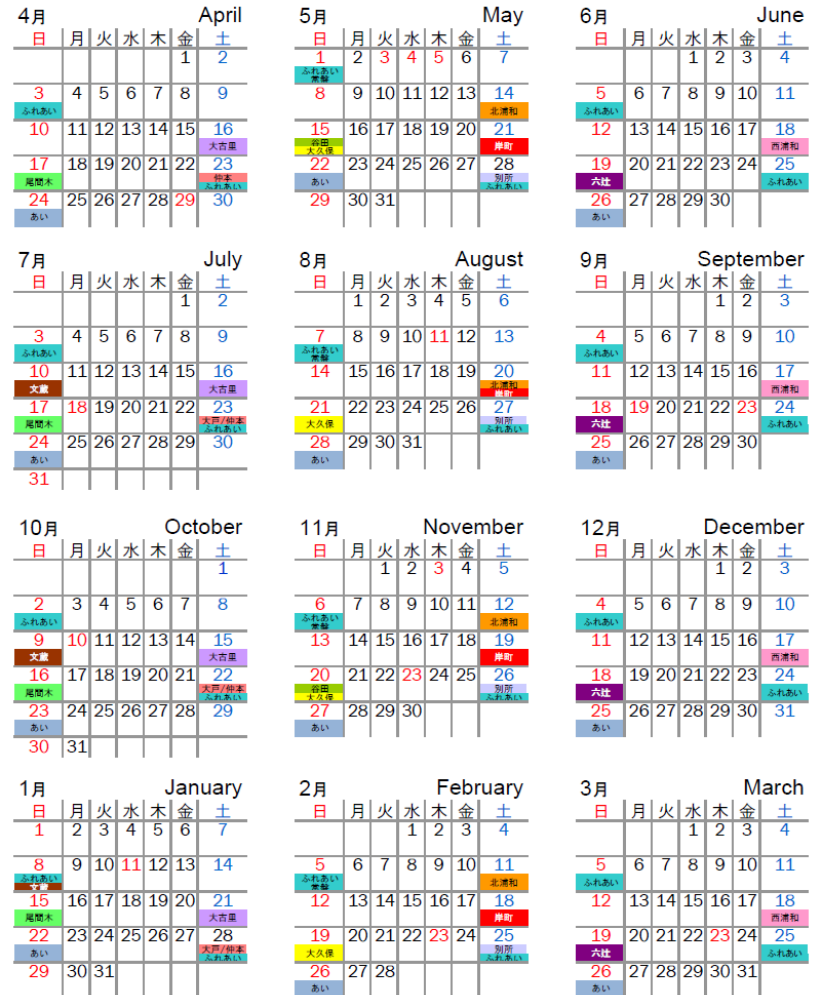 4月 April
日 月 火 水 木 金 土
1 2
3 4 5 6 7 8 9
ふれあい
10 11 12 13 14 15 16
大古里
17 18 19 20 21 22 23
尾間木 仲本
ふれあい
24 25 26 27 28 29 30
あい
5月 May
日 月 火 水 木 金 土
1 2 3 4 5 6 7
ふれあい
常盤
8 9 10 11 12 13 14
北浦和
15 16 17 18 19 20 21
谷田 岸町
大久保
22 23 24 25 26 27 28
あい 別所
ふれあい
29 30 31
6月 June
日 月 火 水 木 金 土
1 2 3 4
5 6 7 8 9 10 11
ふれあい
12 13 14 15 16 17 18
西浦和
19 20 21 22 23 24 25
六辻 ふれあい
26 27 28 29 30
あい
7月 July
日 月 火 水 木 金 土
1 2
3 4 5 6 7 8 9
ふれあい
10 11 12 13 14 15 16
文蔵 大古里
17 18 19 20 21 22 23
尾間木 大戸/仲本
ふれあい
24 25 26 27 28 29 30
あい
31
8月 August
日 月 火 水 木 金 土
1 2 3 4 5 6
7 8 9 10 11 12 13
ふれあい
常盤
14 15 16 17 18 19 20
北浦和
岸町
21 22 23 24 25 26 27
大久保 別所
ふれあい
28 29 30 31
あい
9月 September
日 月 火 水 木 金 土
1 2 3
4 5 6 7 8 9 10
ふれあい
11 12 13 14 15 16 17
西浦和
18 19 20 21 22 23 24
六辻 ふれあい
25 26 27 28 29 30
あい
10月 October
日 月 火 水 木 金 土
1
2 3 4 5 6 7 8
ふれあい
9 10 11 12 13 14 15
文蔵 大古里
16 17 18 19 20 21 22
尾間木 大戸/仲本
ふれあい
23 24 25 26 27 28 29
あい
30 31
11月 November
日 月 火 水 木 金 土
1 2 3 4 5
6 7 8 9 10 11 12
ふれあい 北浦和
常盤
13 14 15 16 17 18 19
岸町
20 21 22 23 24 25 26
谷田 別所
大久保 ふれあい
27 28 29 30
あい
12月 December
日 月 火 水 木 金 土
1 2 3
4 5 6 7 8 9 10
ふれあい
11 12 13 14 15 16 17
西浦和
18 19 20 21 22 23 24
六辻 ふれあい
25 26 27 28 29 30 31
あい
1月 January
日 月 火 水 木 金 土
1 2 3 4 5 6 7
8 9 10 11 12 13 14
ふれあい
文蔵
15 16 17 18 19 20 21
尾間木 大古里
22 23 24 25 26 27 28
あい 大戸/仲本
ふれあい
29 30 31
2月 February
日 月 火 水 木 金 土
1 2 3 4
5 6 7 8 9 10 11
ふれあい 北浦和
常盤
12 13 14 15 16 17 18
岸町
19 20 21 22 23 24 25
大久保 別所
ふれあい
26 27 28
あい
3月 March
日 月 火 水 木 金 土
1 2 3 4
5 6 7 8 9 10 11
ふれあい
12 13 14 15 16 17 18
西浦和
19 20 21 22 23 24 25
六辻 ふれあい
26 27 28 29 30 31
あい